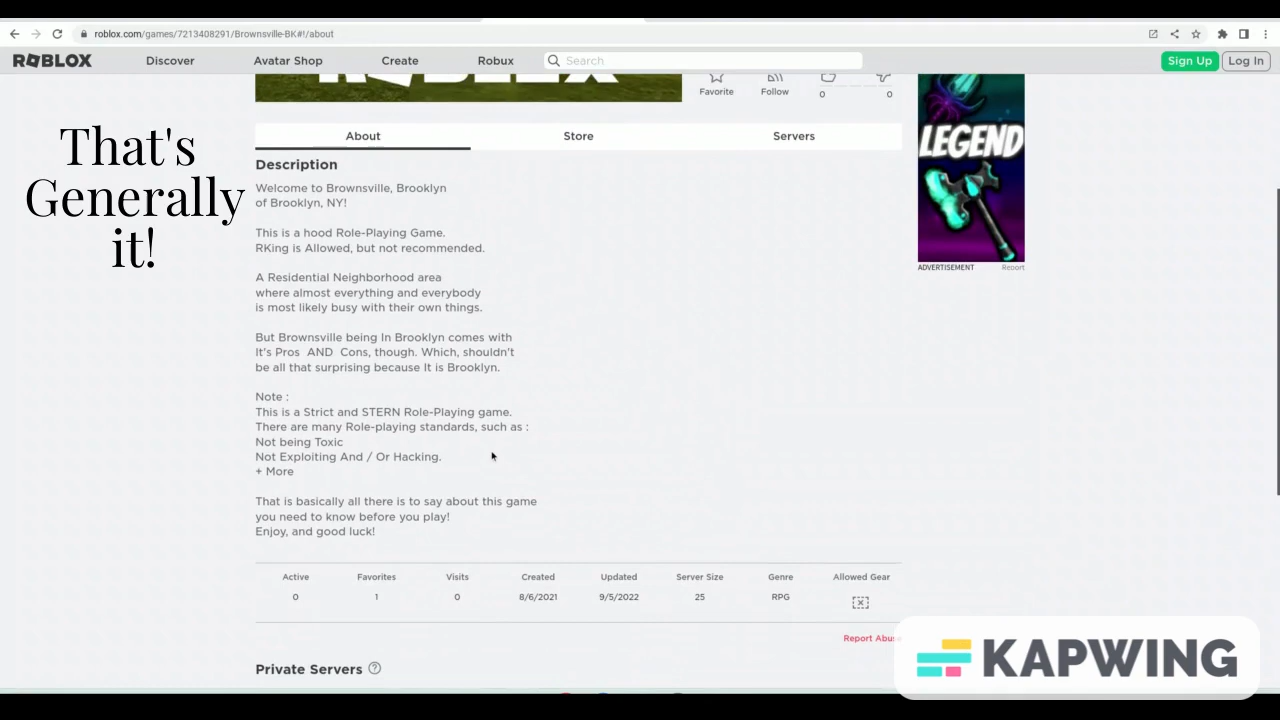 roblox.com/games/7213408291/Brownsville-BK#!/about
ROBLOX Discover Avatar Shop Create Robux Search Sign Up Log In
ROBLOX
Favorite Follow 0 0
That's
Generally
it!
About Store Servers
LEGEND
ADVERTISEMENT Report
Description
Welcome to Brownsville, Brooklyn
of Brooklyn, NY!
This is a hood Role-Playing Game.
RKing is Allowed, but not recommended.
A Residential Neighborhood area
where almost everything and everybody
is most likely busy with their own things.
But Brownsville being In Brooklyn comes with
It's Pros AND Cons, though. Which, shouldn't
be all that surprising because It is Brooklyn.
Note :
This is a Strict and STERN Role-Playing game.
There are many Role-playing standards, such as :
Not being Toxic
Not Exploiting And / Or Hacking.
+ More
That is basically all there is to say about this game
you need to know before you play!
Enjoy, and good luck!
Active Favorites Visits Created Updated Server Size Genre Allowed Gear
0 1 0 8/6/2021 9/5/2022 25 RPG
Report Abus
Private Servers ?
KAPWING